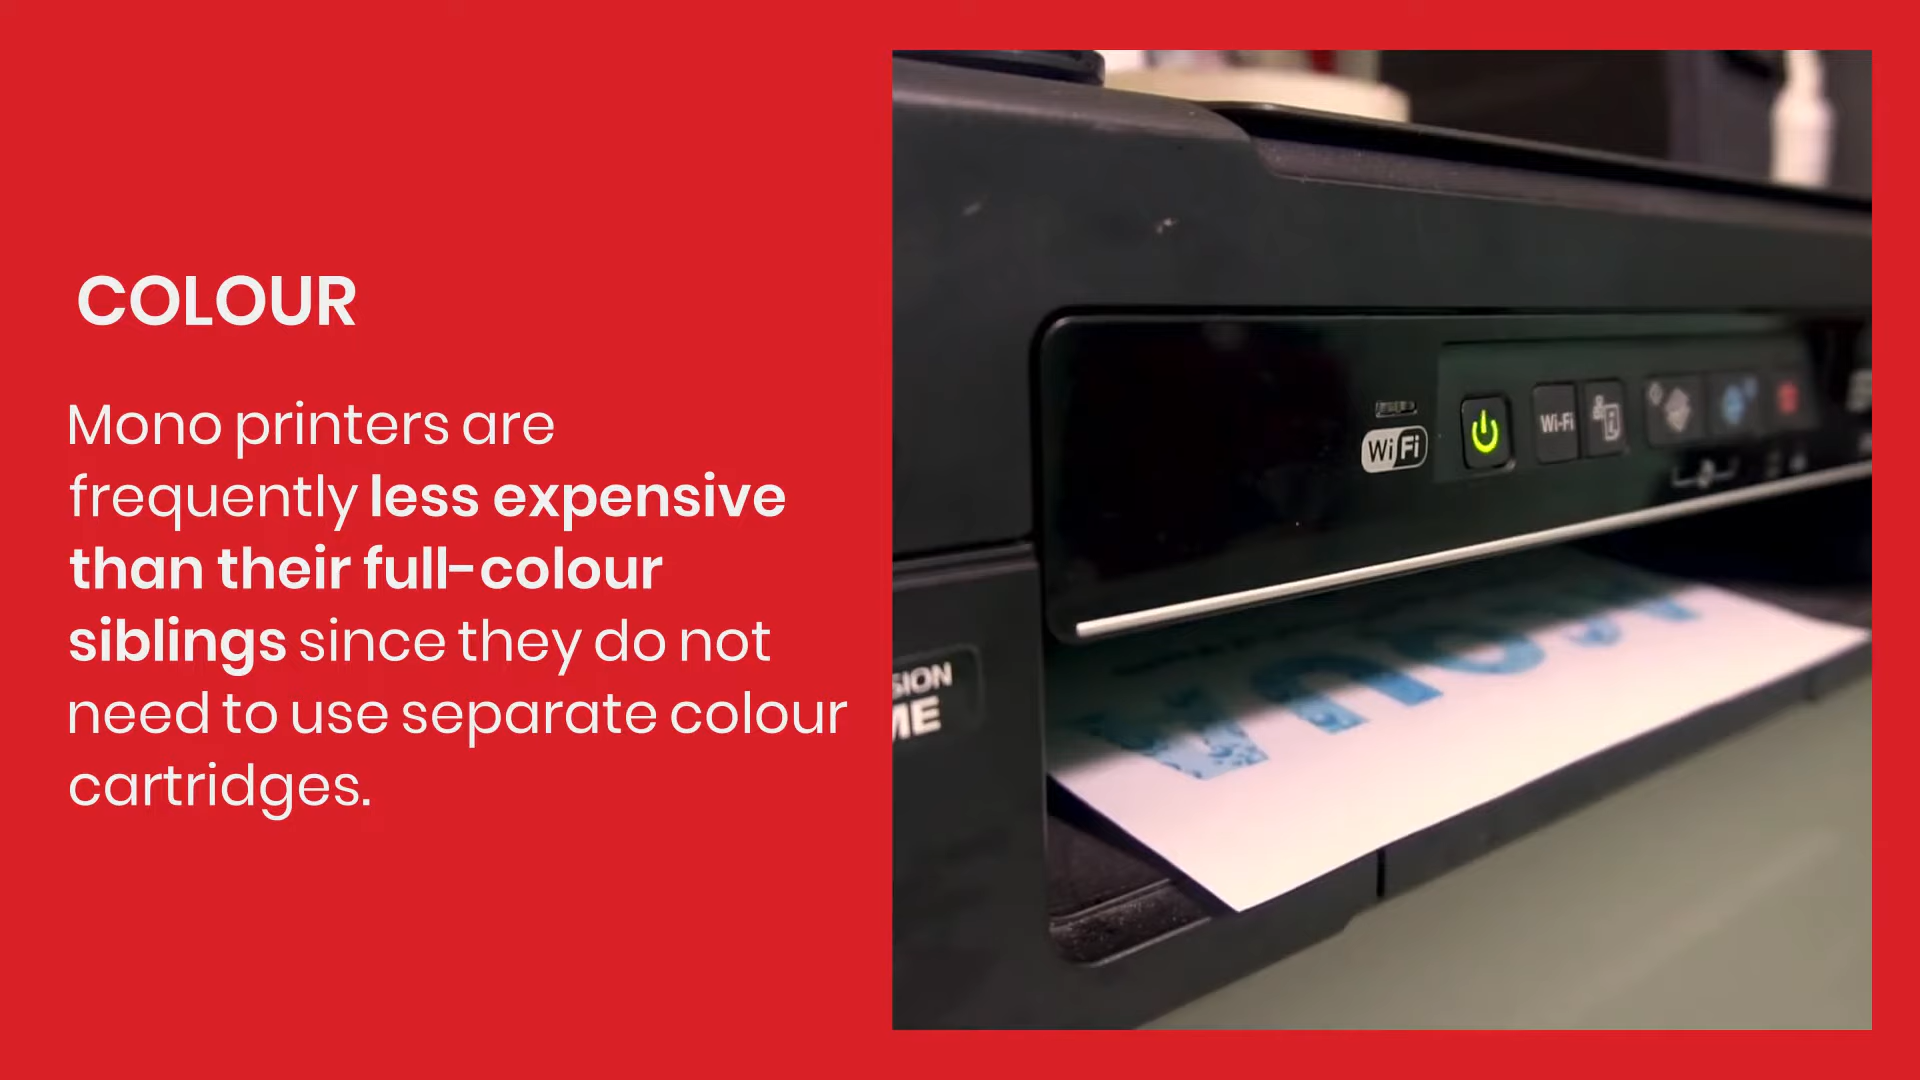 COLOUR
Mono printers are
frequently less expensive
than their full-colour
siblings since they do not
need to use separate colour
cartridges.
WiFi
Wi-Fi
SION
ME